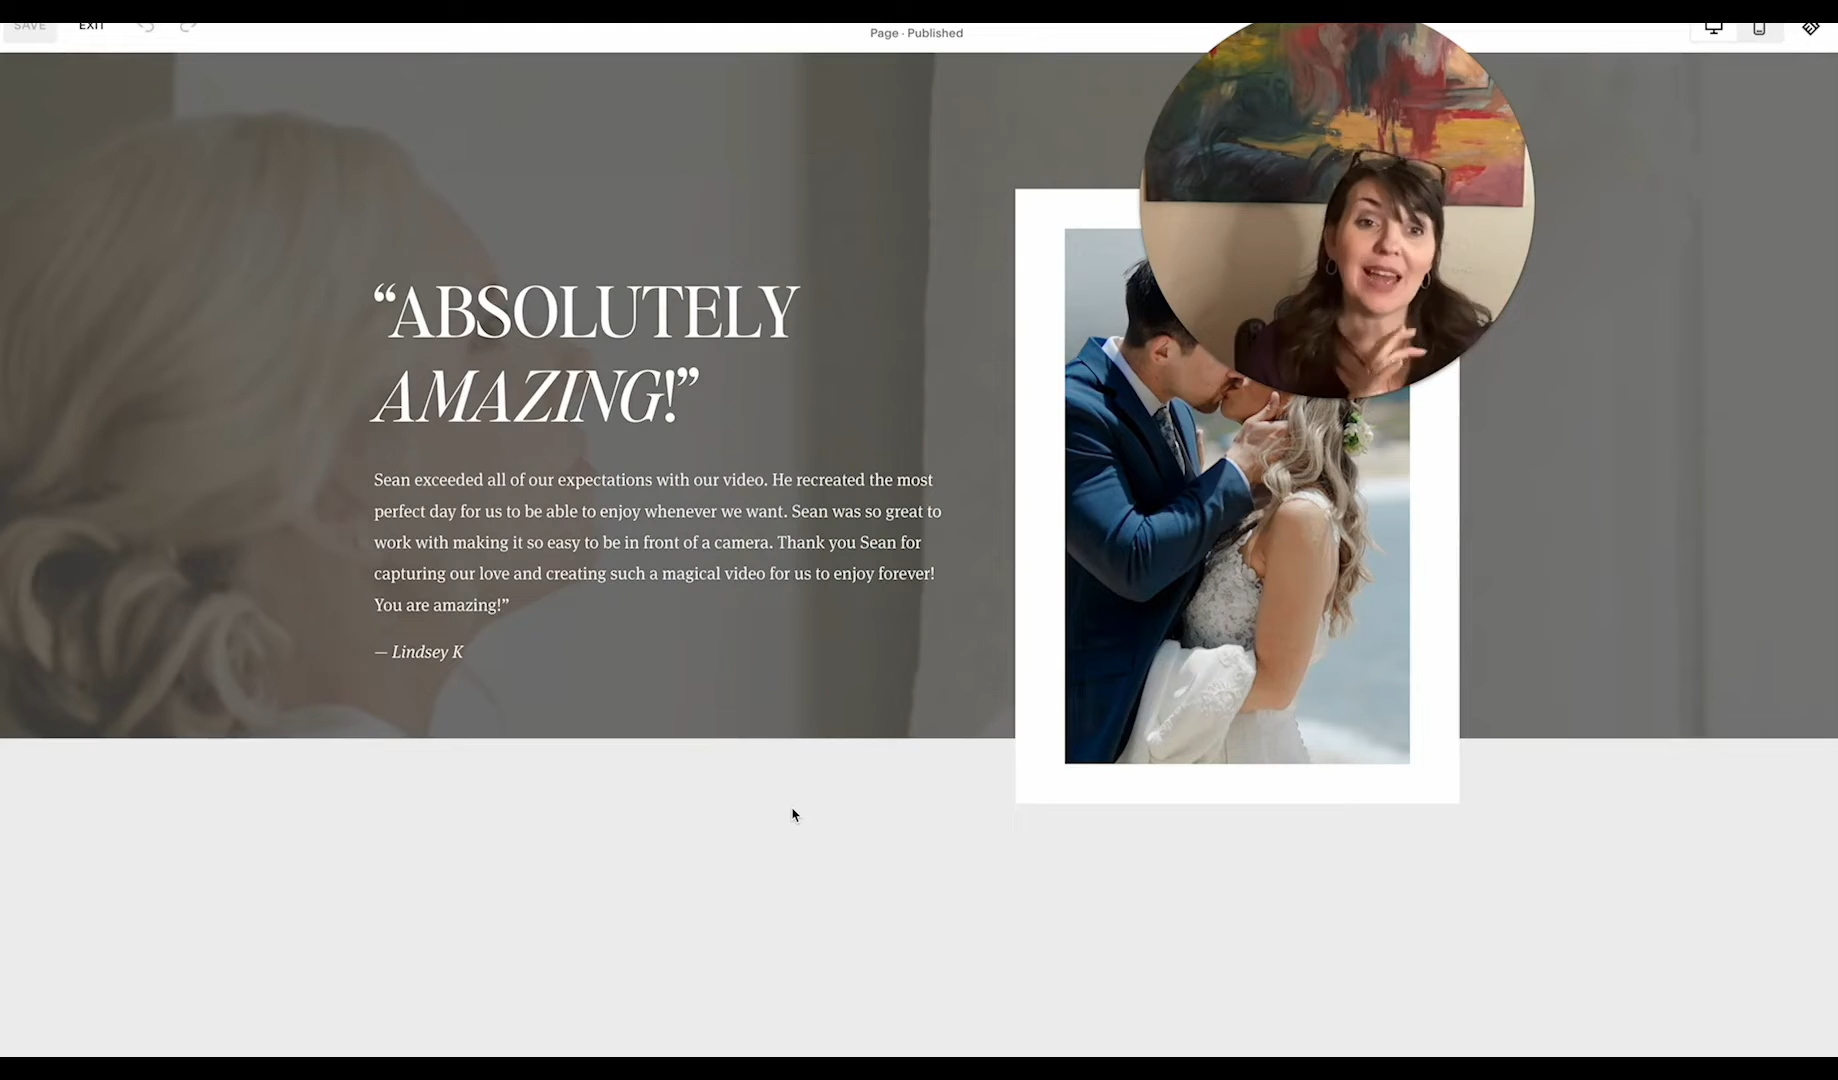 SAVE
EXIT
Page · Published
“ABSOLUTELY
AMAZING!”
Sean exceeded all of our expectations with our video. He recreated the most
perfect day for us to be able to enjoy whenever we want. Sean was so great to
work with making it so easy to be in front of a camera. Thank you Sean for
capturing our love and creating such a magical video for us to enjoy forever!
You are amazing!”
— Lindsey K